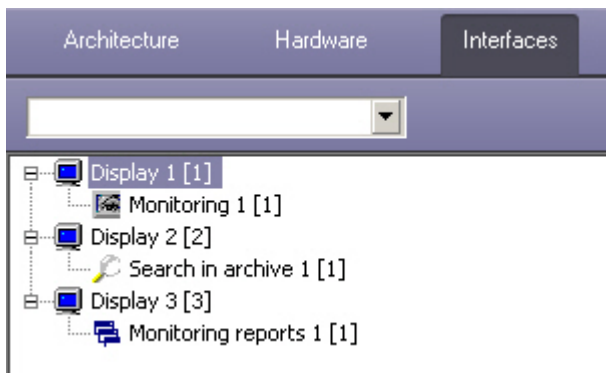 Architecture Hardware Interfaces
Display 1 [1]
Monitoring 1 [1]
Display 2 [2]
Search in archive 1 [1]
Display 3 [3]
Monitoring reports 1 [1]